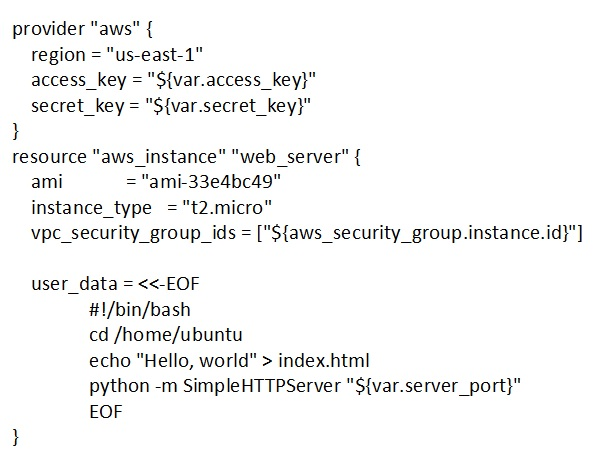 provider "aws" {
region = "us-east-1"
access_key = "${var.access_key}"
secret_key = "${var.secret_key}"
}
resource "aws_instance" "web_server" {
ami = "ami-33e4bc49"
instance_type = "t2.micro"
vpc_security_group_ids = ["${aws_security_group.instance.id}"]
user_data = <<-EOF
#!/bin/bash
cd /home/ubuntu
echo "Hello, world" > index.html
python -m SimpleHTTPServer "${var.server_port}"
EOF
}